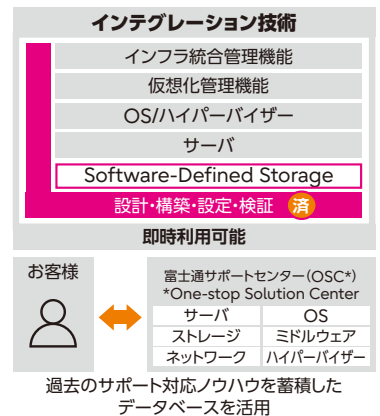 インテグレーション技術
インフラ統合管理機能
仮想化管理機能
OS/ハイパーバイザー
サーバ
Software-Defined Storage
設計・構築・設定・検証 済
即時利用可能
お客様
富士通サポートセンター(OSC*)
*One-stop Solution Center
サーバ OS
ストレージ ミドルウェア
ネットワーク ハイパーバイザー
過去のサポート対応ノウハウを蓄積した
データベースを活用